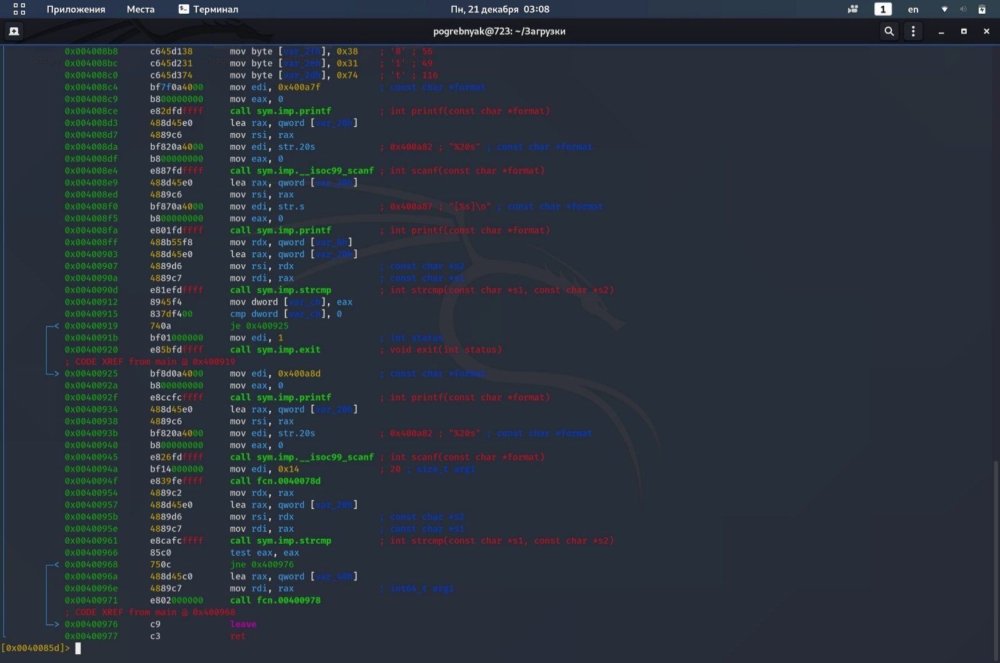 Приложения Места Терминал Пн, 21 декабря 03:08 1 en
pogrebnyak@723: ~/Загрузки
0x004008b8 c645d138 mov byte [var_2fh], 0x38 ; '8' ; 56
0x004008bc c645d231 mov byte [var_2eh], 0x31 ; '1' ; 49
0x004008c0 c645d374 mov byte [var_2dh], 0x74 ; 't' ; 116
0x004008c4 bf7f0a4000 mov edi, 0x400a7f ; const char *format
0x004008c9 b800000000 mov eax, 0
0x004008ce e82dfdffff call sym.imp.printf ; int printf(const char *format)
0x004008d3 488d45e0 lea rax, qword [var_20h]
0x004008d7 4889c6 mov rsi, rax
0x004008da bf820a4000 mov edi, str.20s ; 0x400a82 ; "%20s" ; const char *format
0x004008df b800000000 mov eax, 0
0x004008e4 e887fdffff call sym.imp.__isoc99_scanf ; int scanf(const char *format)
0x004008e9 488d45e0 lea rax, qword [var_20h]
0x004008ed 4889c6 mov rsi, rax
0x004008f0 bf870a4000 mov edi, str.s ; 0x400a87 ; "[%s]\n" ; const char *format
0x004008f5 b800000000 mov eax, 0
0x004008fa e801fdffff call sym.imp.printf ; int printf(const char *format)
0x004008ff 488b55f8 mov rdx, qword [var_8h]
0x00400903 488d45e0 lea rax, qword [var_20h]
0x00400907 4889d6 mov rsi, rdx ; const char *s2
0x0040090a 4889c7 mov rdi, rax ; const char *s1
0x0040090d e81efdffff call sym.imp.strcmp ; int strcmp(const char *s1, const char *s2)
0x00400912 8945f4 mov dword [var_ch], eax
0x00400915 837df400 cmp dword [var_ch], 0
0x00400919 740a je 0x400925
0x0040091b bf01000000 mov edi, 1 ; int status
0x00400920 e85bfdffff call sym.imp.exit ; void exit(int status)
; CODE XREF from main @ 0x400919
0x00400925 bf8d0a4000 mov edi, 0x400a8d ; const char *format
0x0040092a b800000000 mov eax, 0
0x0040092f e8ccfcffff call sym.imp.printf ; int printf(const char *format)
0x00400934 488d45e0 lea rax, qword [var_20h]
0x00400938 4889c6 mov rsi, rax
0x0040093b bf820a4000 mov edi, str.20s ; 0x400a82 ; "%20s" ; const char *format
0x00400940 b800000000 mov eax, 0
0x00400945 e826fdffff call sym.imp.__isoc99_scanf ; int scanf(const char *format)
0x0040094a bf14000000 mov edi, 0x14 ; 20 ; size_t arg1
0x0040094f e839feffff call fcn.0040078d
0x00400954 4889c2 mov rdx, rax
0x00400957 488d45e0 lea rax, qword [var_20h]
0x0040095b 4889d6 mov rsi, rdx ; const char *s2
0x0040095e 4889c7 mov rdi, rax ; const char *s1
0x00400961 e8cafcffff call sym.imp.strcmp ; int strcmp(const char *s1, const char *s2)
0x00400966 85c0 test eax, eax
0x00400968 750c jne 0x400976
0x0040096a 488d45c0 lea rax, qword [var_40h]
0x0040096e 4889c7 mov rdi, rax ; int64_t arg1
0x00400971 e802000000 call fcn.00400978
; CODE XREF from main @ 0x400968
0x00400976 c9 leave
0x00400977 c3 ret
[0x0040085d]>